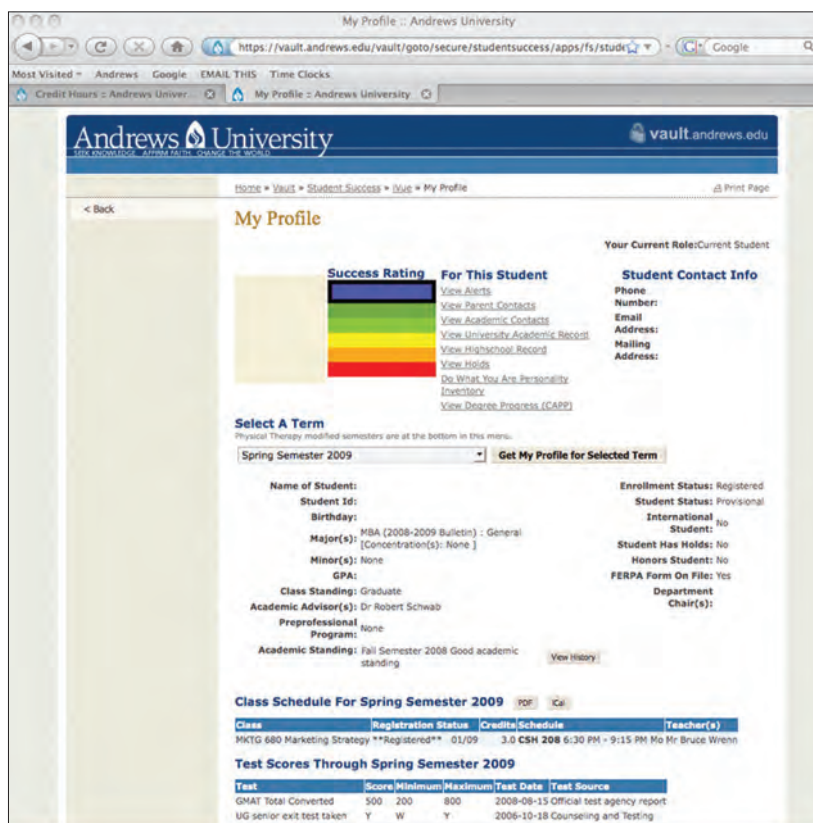 My Profile :: Andrews University
https://vault.andrews.edu/vault/goto/secure/studentsuccess/apps/fs/stude
Google
Most Visited Andrews Google EMAIL THIS Time Clocks
Credit Hours :: Andrews Univer...
My Profile :: Andrews University
Andrews University
SEEK KNOWLEDGE. AFFIRM FAITH. CHANGE THE WORLD.
vault.andrews.edu
Home » Vault » Student Success » iVue » My Profile
Print Page
< Back
My Profile
Your Current Role:Current Student
Success Rating
For This Student
View Alerts
View Parent Contacts
View Academic Contacts
View University Academic Record
View Highschool Record
View Holds
Do What You Are Personality
Inventory
View Degree Progress (CAPP)
Student Contact Info
Phone
Number:
Email
Address:
Mailing
Address:
Select A Term
Physical Therapy modified semesters are at the bottom in this menu.
Spring Semester 2009
Get My Profile for Selected Term
Name of Student:
Student Id:
Birthday:
Major(s): MBA (2008-2009 Bulletin) : General
[Concentration(s): None ]
Minor(s): None
GPA:
Class Standing: Graduate
Academic Advisor(s): Dr Robert Schwab
Preprofessional
Program: None
Academic Standing: Fall Semester 2008 Good academic
standing
View History
Enrollment Status: Registered
Student Status: Provisional
International
Student: No
Student Has Holds: No
Honors Student: No
FERPA Form On File: Yes
Department
Chair(s):
Class Schedule For Spring Semester 2009 PDF iCal
Class Registration Status Credits Schedule Teacher(s)
MKTG 680 Marketing Strategy **Registered** 01/09 3.0 CSH 208 6:30 PM - 9:15 PM Mo Mr Bruce Wrenn
Test Scores Through Spring Semester 2009
Test Score Minimum Maximum Test Date Test Source
GMAT Total Converted 500 200 800 2008-08-15 Official test agency report
UG senior exit test taken Y W Y 2006-10-18 Counseling and Testing